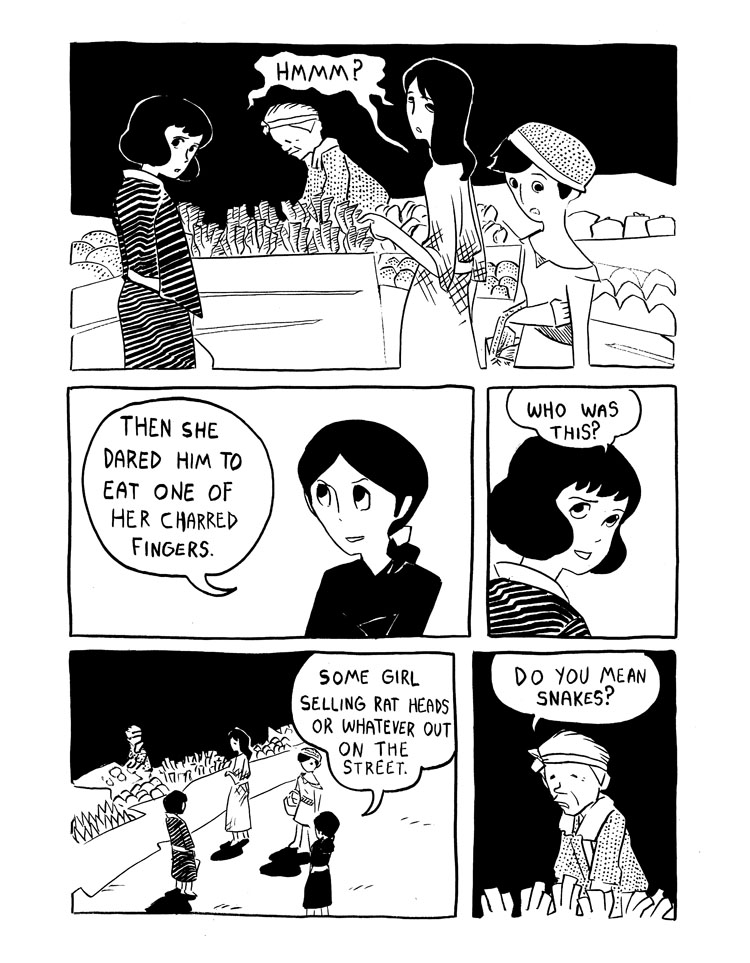 HMMM?
THEN SHE
DARED HIM TO
EAT ONE OF
HER CHARRED
FINGERS.
WHO WAS
THIS?
SOME GIRL
SELLING RAT HEADS
OR WHATEVER OUT
ON THE
STREET.
DO YOU MEAN
SNAKES?